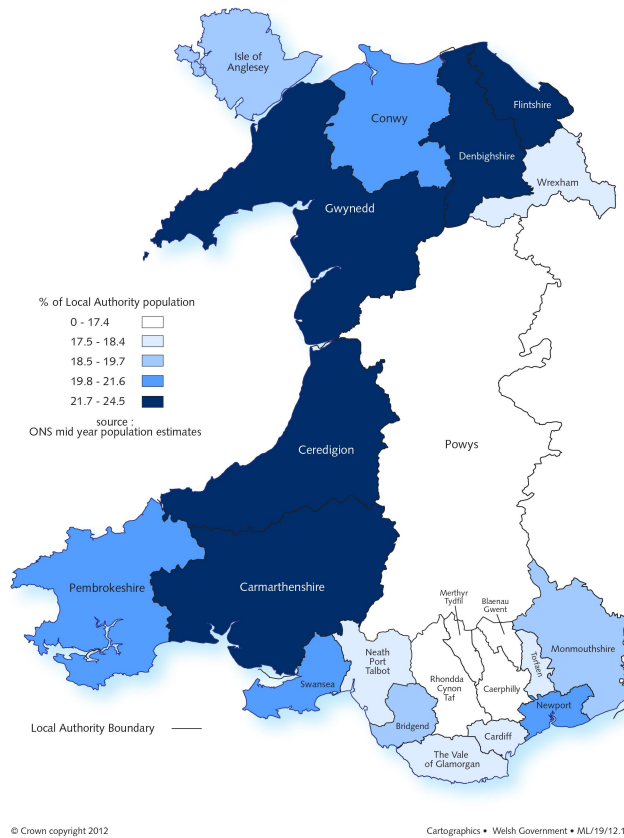 Isle of
Anglesey
Conwy
Flintshire
Denbighshire
Wrexham
Gwynedd
% of Local Authority population
0 - 17.4
17.5 - 18.4
18.5 - 19.7
19.8 - 21.6
21.7 - 24.5
source :
ONS mid year population estimates
Ceredigion
Powys
Pembrokeshire
Carmarthenshire
Merthyr
Tydfil
Blaenau
Gwent
Neath
Port
Talbot
Torfaen
Monmouthshire
Swansea
Rhondda
Cynon
Taf
Caerphilly
Newport
Bridgend
Cardiff
The Vale
of Glamorgan
Local Authority Boundary
© Crown copyright 2012
Cartographics • Welsh Government • ML/19/12.1